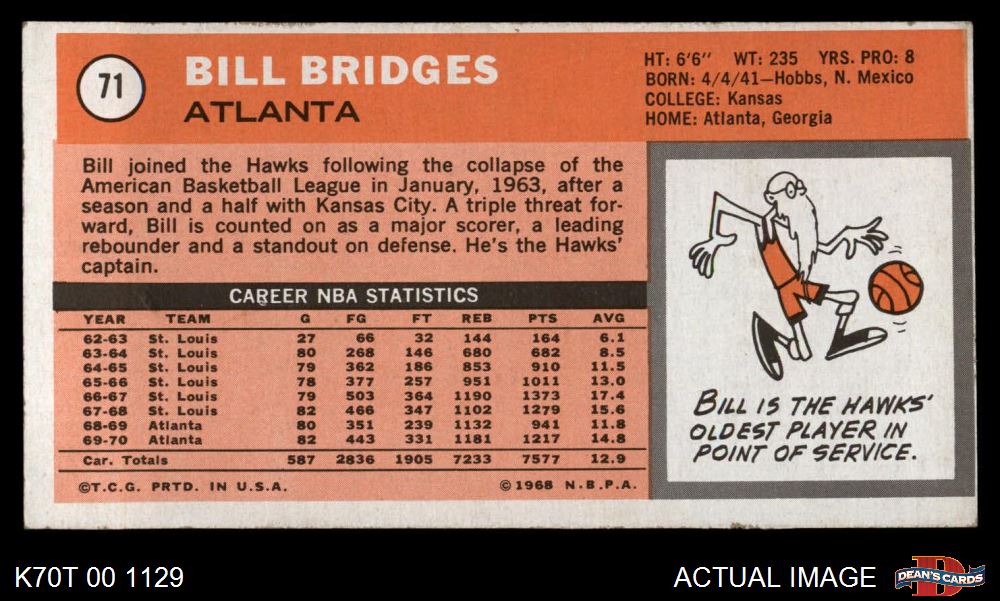 71
BILL BRIDGES
ATLANTA
HT: 6'6" WT: 235 YRS. PRO: 8
BORN: 4/4/41—Hobbs, N. Mexico
COLLEGE: Kansas
HOME: Atlanta, Georgia
Bill joined the Hawks following the collapse of the
American Basketball League in January, 1963, after a
season and a half with Kansas City. A triple threat for-
ward, Bill is counted on as a major scorer, a leading
rebounder and a standout on defense. He's the Hawks'
captain.
CAREER NBA STATISTICS
YEAR TEAM G FG FT REB PTS AVG
62-63 St. Louis 27 66 32 144 164 6.1
63-64 St. Louis 80 268 146 680 682 8.5
64-65 St. Louis 79 362 186 853 910 11.5
65-66 St. Louis 78 377 257 951 1011 13.0
66-67 St. Louis 79 503 364 1190 1373 17.4
67-68 St. Louis 82 466 347 1102 1279 15.6
68-69 Atlanta 80 351 239 1132 941 11.8
69-70 Atlanta 82 443 331 1181 1217 14.8
Car. Totals 587 2836 1905 7233 7577 12.9
©T.C.G. PRTD. IN U.S.A. ©1968 N.B.P.A.
BILL IS THE HAWKS'
OLDEST PLAYER IN
POINT OF SERVICE.
K70T 00 1129
ACTUAL IMAGE
D
DEAN'S CARDS